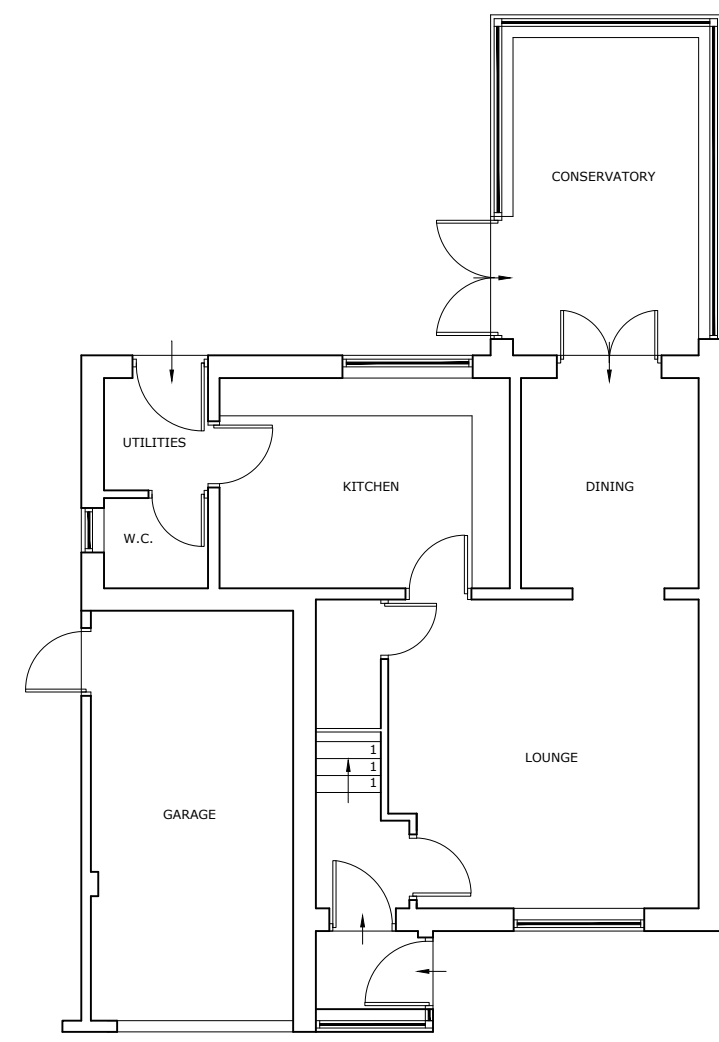 CONSERVATORY
UTILITIES
KITCHEN
DINING
W.C.
1
1
1
LOUNGE
GARAGE